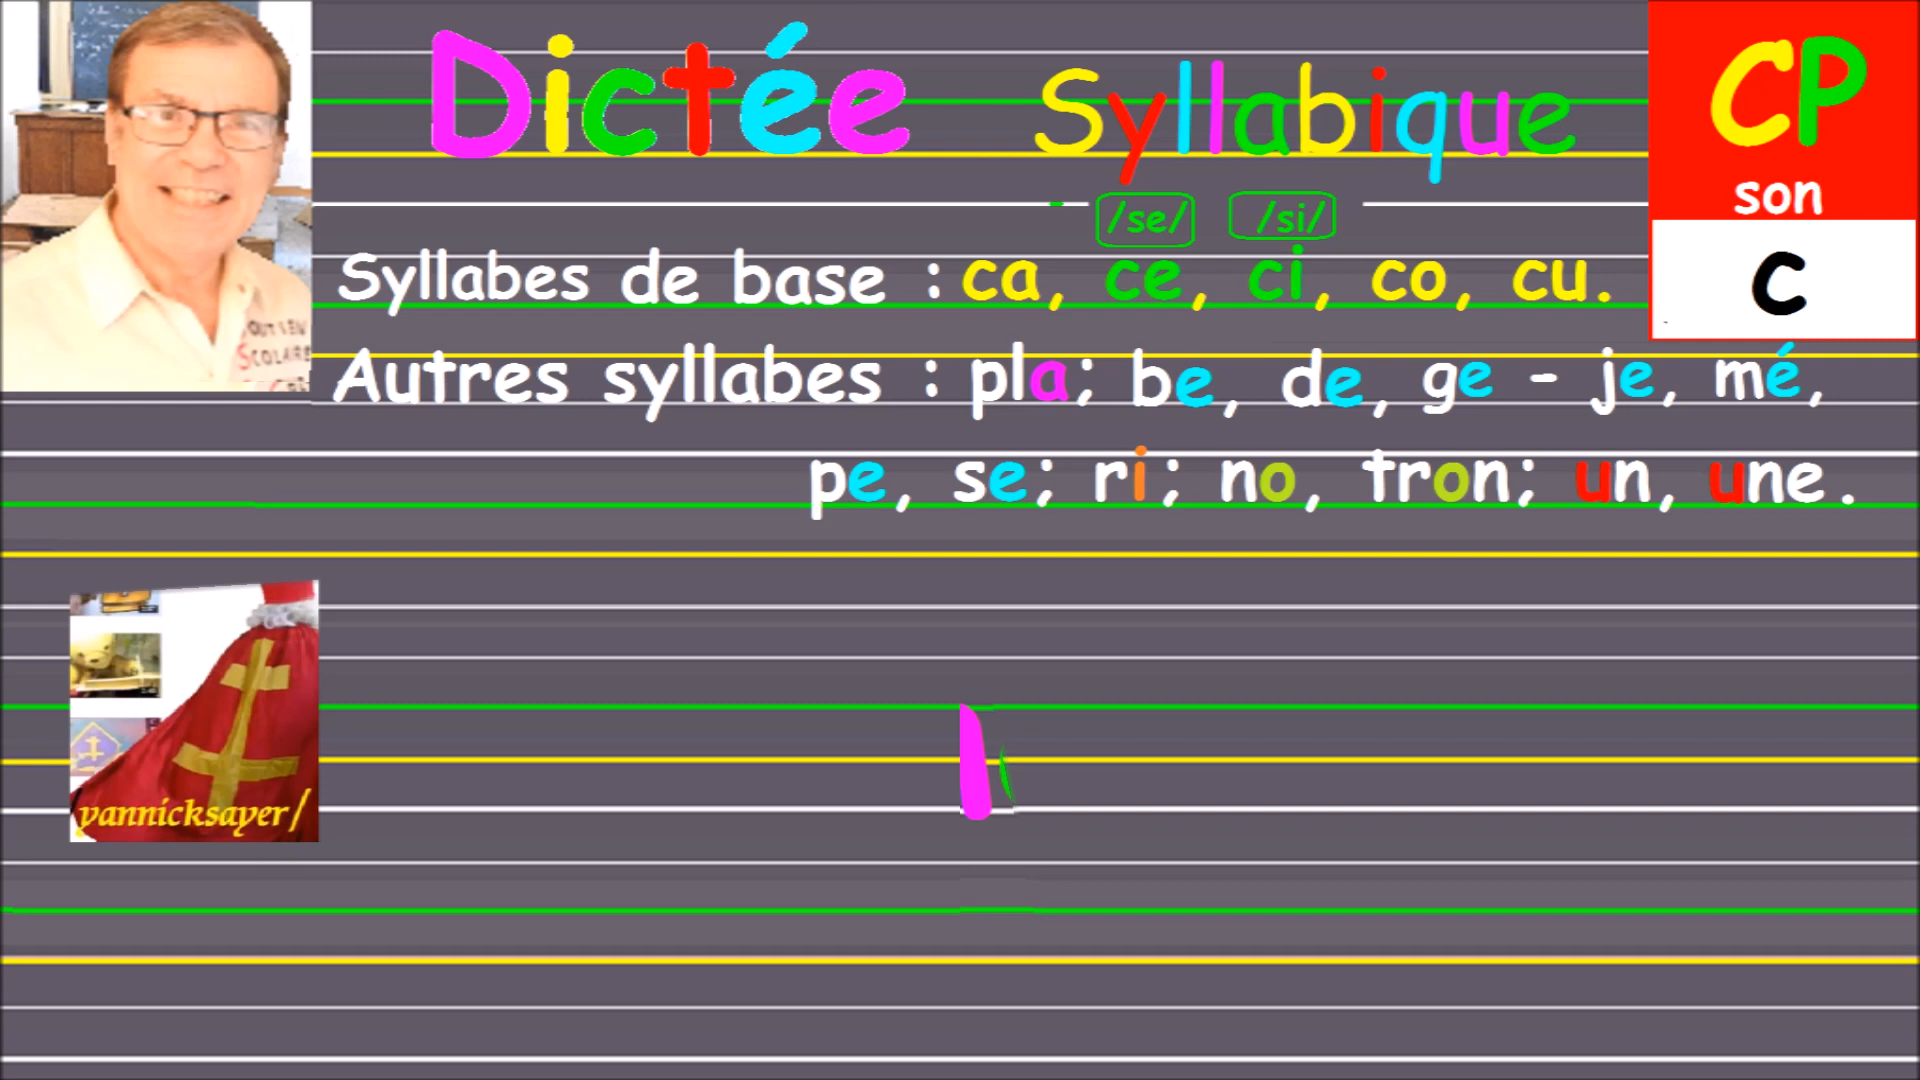 Dictée Syllabique
CP
son
c
/se/ /si/
Syllabes de base : ca, ce, ci, co, cu.
Autres syllabes : pla; be, de, ge - je, mé,
pe, se; ri; no, tron; un, une.
yannicksayer/